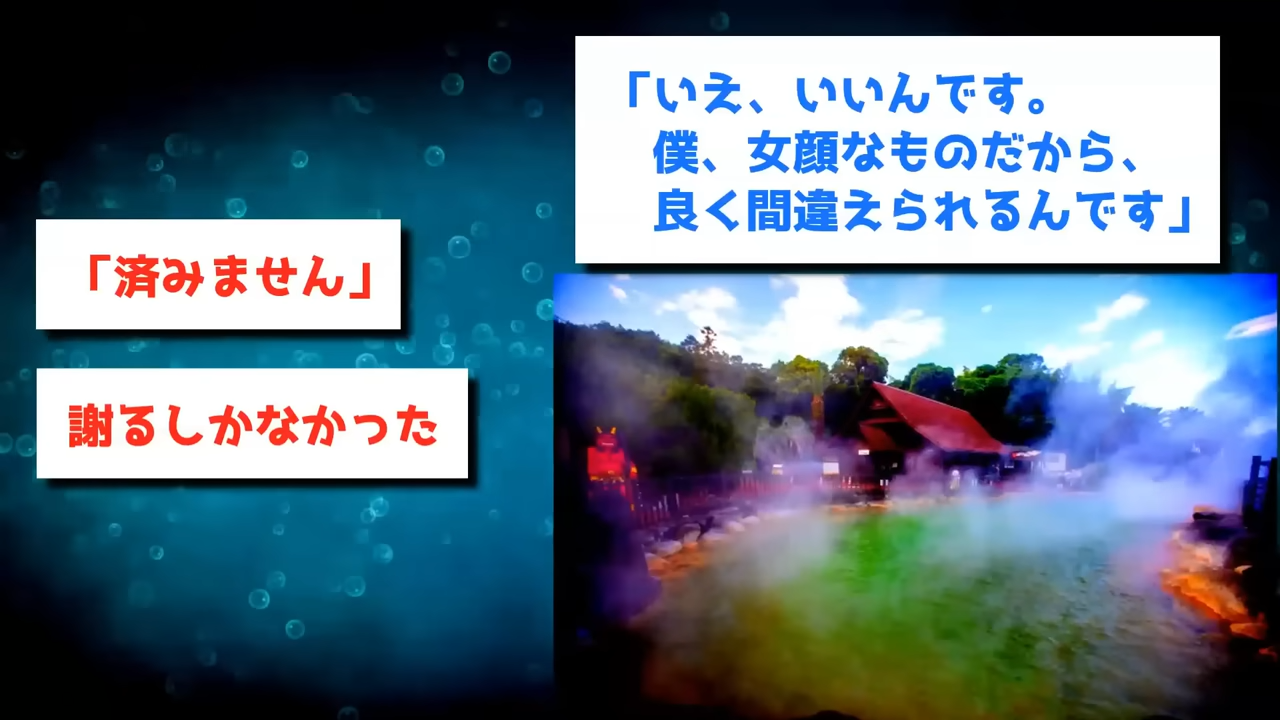 「済みません」
謝るしかなかった
「いえ、いいんです。
僕、女顔なものだから、
良く間違えられるんです」